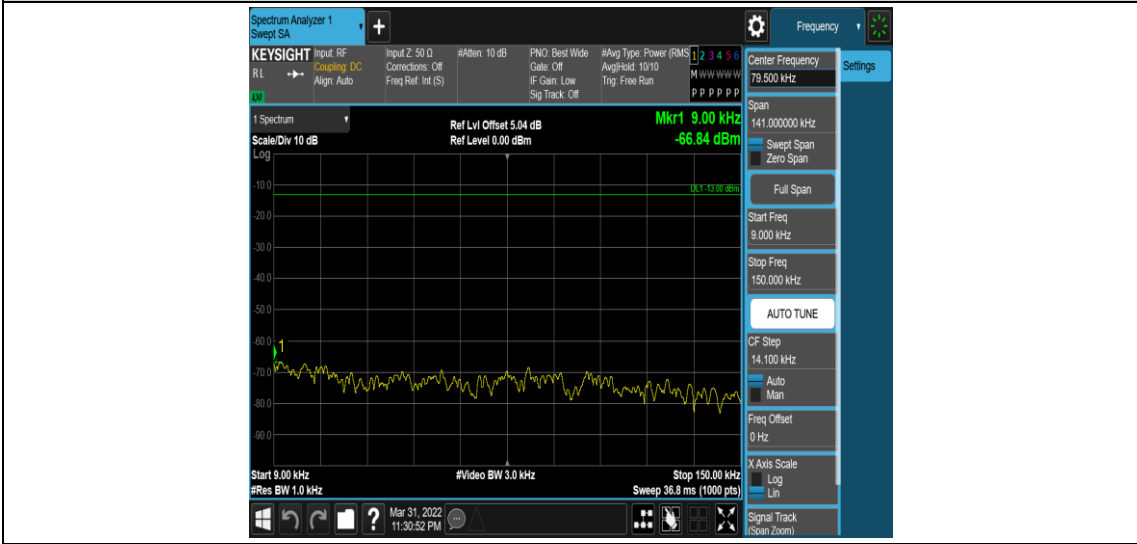 Spectrum Analyzer 1
Swept SA
+
Frequency
KEYSIGHT
RL
Input: RF
Coupling: DC
Align: Auto
Input Z: 50 Ω
Corrections: Off
Freq Ref: Int (S)
#Atten: 10 dB
PNO: Best Wide
Gate: Off
IF Gain: Low
Sig Track: Off
#Avg Type: Power (RMS
Avg|Hold: 10/10
Trig: Free Run
1 2 3 4 5 6
M W W W W W
P P P P P P
1 Spectrum
Scale/Div 10 dB
Log
Ref Lvl Offset 5.04 dB
Ref Level 0.00 dBm
Mkr1 9.00 kHz
-66.84 dBm
DL1 -13.00 dBm
-10.0
-20.0
-30.0
-40.0
-50.0
-60.0
1
-70.0
-80.0
-90.0
Start 9.00 kHz
#Res BW 1.0 kHz
#Video BW 3.0 kHz
Stop 150.00 kHz
Sweep 36.8 ms (1000 pts)
?
Mar 31, 2022
11:30:52 PM
Center Frequency
79.500 kHz
Settings
Span
141.000000 kHz
Swept Span
Zero Span
Full Span
Start Freq
9.000 kHz
Stop Freq
150.000 kHz
AUTO TUNE
CF Step
14.100 kHz
Auto
Man
Freq Offset
0 Hz
X Axis Scale
Log
Lin
Signal Track
(Span Zoom)